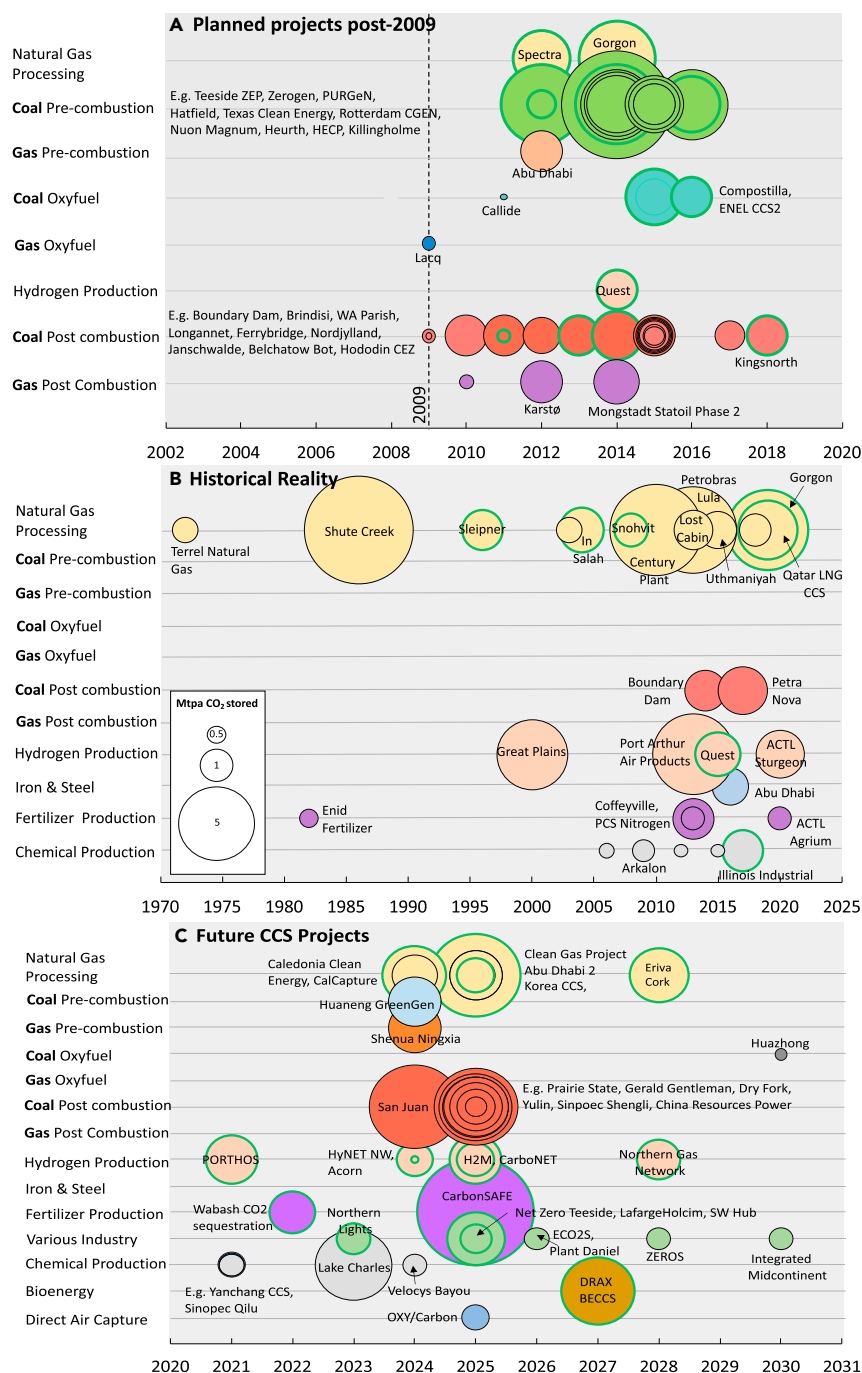 A Planned projects post-2009
Natural Gas
Processing
Spectra
Gorgon
Coal Pre-combustion
E.g. Teeside ZEP, Zerogen, PURGeN,
Hatfield, Texas Clean Energy, Rotterdam CGEN,
Nuon Magnum, Heurth, HECP, Killingholme
Gas Pre-combustion
Abu Dhabi
Coal Oxyfuel
Callide
Compostilla,
ENEL CCS2
Gas Oxyfuel
Lacq
Hydrogen Production
Quest
Coal Post combustion
E.g. Boundary Dam, Brindisi, WA Parish,
Longannet, Ferrybridge, Nordjylland,
Janschwalde, Belchatow Bot, Hododin CEZ
Kingsnorth
Gas Post Combustion
2009
Karstø
Mongstadt Statoil Phase 2
2002 2004 2006 2008 2010 2012 2014 2016 2018 2020
B Historical Reality
Natural Gas
Processing
Terrel Natural
Gas
Shute Creek
Sleipner
In
Salah
Snohvit
Century
Plant
Petrobras
Lula
Lost
Cabin
Uthmaniyah
Gorgon
Qatar LNG
CCS
Coal Pre-combustion
Gas Pre-combustion
Coal Oxyfuel
Gas Oxyfuel
Coal Post combustion
Boundary
Dam
Petra
Nova
Gas Post combustion
Hydrogen Production
Great Plains
Port Arthur
Air Products
Quest
ACTL
Sturgeon
Iron & Steel
Abu Dhabi
Fertilizer Production
Enid
Fertilizer
Coffeyville,
PCS Nitrogen
ACTL
Agrium
Chemical Production
Arkalon
Illinois Industrial
Mtpa CO2 stored
0.5
1
5
1970 1975 1980 1985 1990 1995 2000 2005 2010 2015 2020 2025
C Future CCS Projects
Natural Gas
Processing
Caledonia Clean
Energy, CalCapture
Clean Gas Project
Abu Dhabi 2
Korea CCS,
Eriva
Cork
Coal Pre-combustion
Huaneng GreenGen
Gas Pre-combustion
Shenua Ningxia
Coal Oxyfuel
Huazhong
Gas Oxyfuel
Coal Post combustion
San Juan
E.g. Prairie State, Gerald Gentleman, Dry Fork,
Yulin, Sinpoec Shengli, China Resources Power
Gas Post Combustion
Hydrogen Production
PORTHOS
HyNET NW,
Acorn
H2M, CarboNET
Northern Gas
Network
Iron & Steel
CarbonSAFE
Fertilizer Production
Wabash CO2
sequestration
Northern
Lights
Net Zero Teeside, LafargeHolcim, SW Hub
Various Industry
ECO2S,
Plant Daniel
ZEROS
Integrated
Midcontinent
Chemical Production
E.g. Yanchang CCS,
Sinopec Qilu
Lake Charles
Velocys Bayou
Bioenergy
DRAX
BECCS
Direct Air Capture
OXY/Carbon
2020 2021 2022 2023 2024 2025 2026 2027 2028 2029 2030 2031